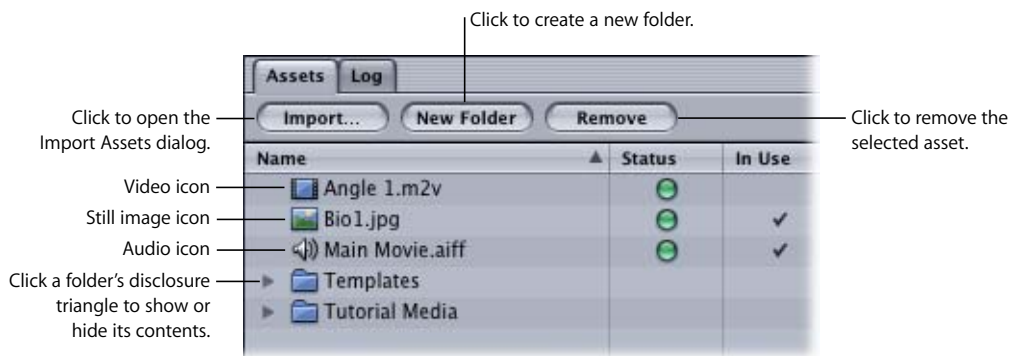 Click to create a new folder.
Assets Log
Click to open the
Import Assets dialog.
Import... New Folder Remove
Click to remove the
selected asset.
Name Status In Use
Video icon Angle 1.m2v
Still image icon Bio1.jpg
Audio icon Main Movie.aiff
Click a folder’s disclosure
triangle to show or
hide its contents.
Templates
Tutorial Media